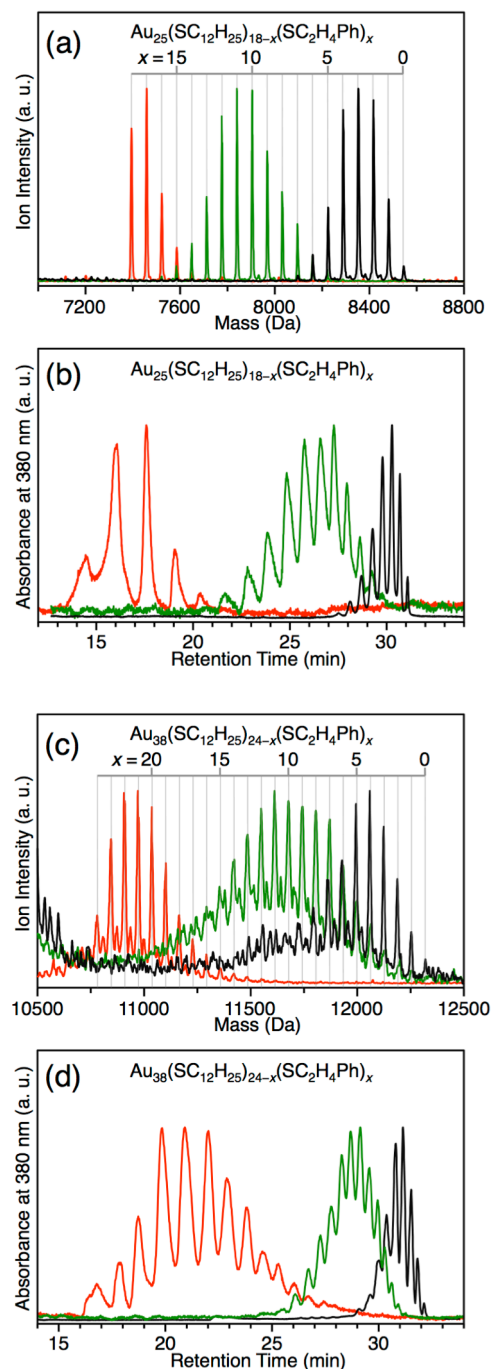 (a)
Au25(SC12H25)18–x(SC2H4Ph)x
x = 15 10 5 0
Ion Intensity (a. u.)
7200 7600 8000 8400 8800
Mass (Da)
(b)
Au25(SC12H25)18–x(SC2H4Ph)x
Absorbance at 380 nm (a. u.)
15 20 25 30
Retention Time (min)
(c)
Au38(SC12H25)24–x(SC2H4Ph)x
x = 20 15 10 5 0
Ion Intensity (a. u.)
10500 11000 11500 12000 12500
Mass (Da)
(d)
Au38(SC12H25)24–x(SC2H4Ph)x
Absorbance at 380 nm (a. u.)
15 20 25 30
Retention Time (min)